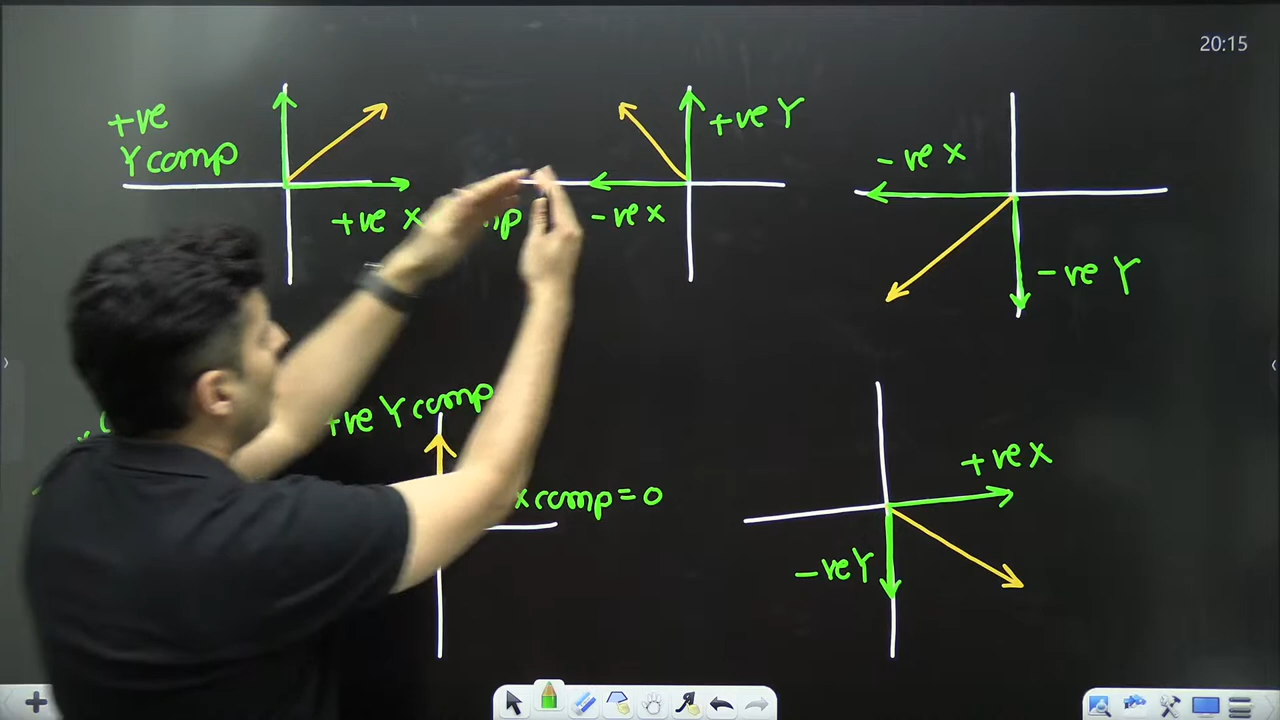 20:15
+ve
Y comp
+ve X
+ve Y
-ve X
-ve X
-ve Y
+ve Y comp
X comp = 0
+ve X
-ve Y